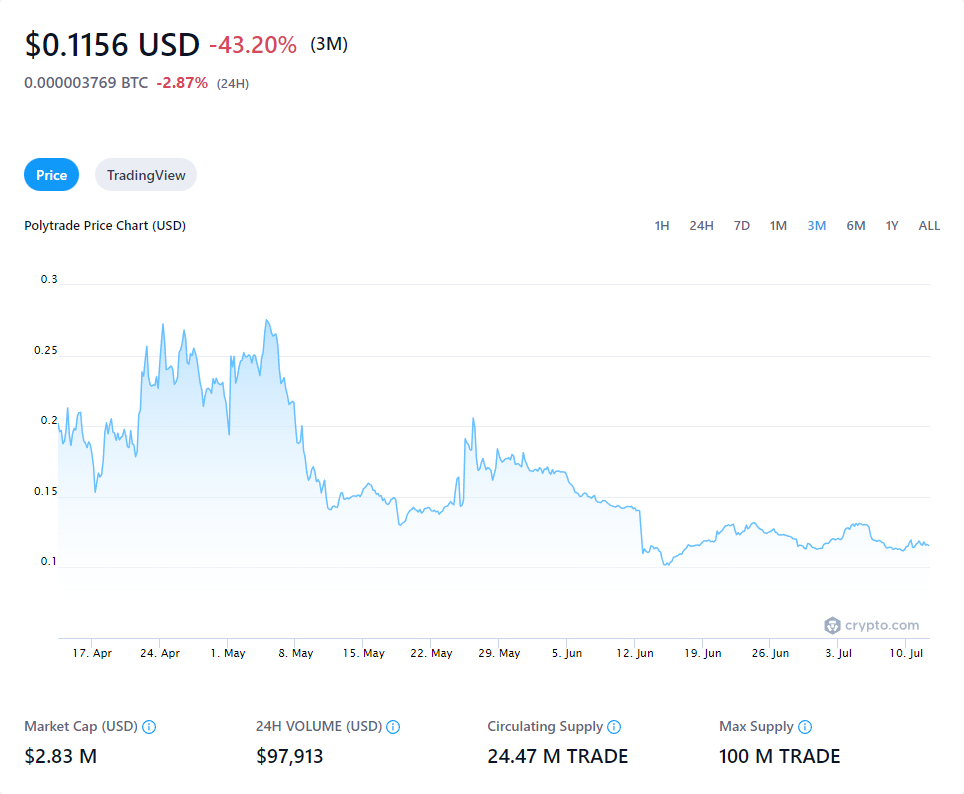 $0.1156 USD -43.20% (3M)
0.000003769 BTC -2.87% (24H)
Price TradingView
Polytrade Price Chart (USD) 1H 24H 7D 1M 3M 6M 1Y ALL
0.3
0.25
0.2
0.15
0.1
crypto.com
17. Apr 24. Apr 1. May 8. May 15. May 22. May 29. May 5. Jun 12. Jun 19. Jun 26. Jun 3. Jul 10. Jul
Market Cap (USD) 24H VOLUME (USD) Circulating Supply Max Supply
$2.83 M $97,913 24.47 M TRADE 100 M TRADE